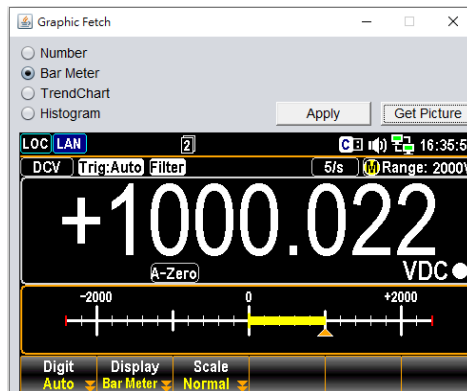 Graphic Fetch
Number
Bar Meter
TrendChart
Histogram
Apply
Get Picture
LOC LAN 2 C 16:35:5
DCV Trig:Auto Filter 5/s M Range: 2000V
+1000.022
A-Zero VDC
-2000 0 +2000
Digit Display Scale
Auto Bar Meter Normal